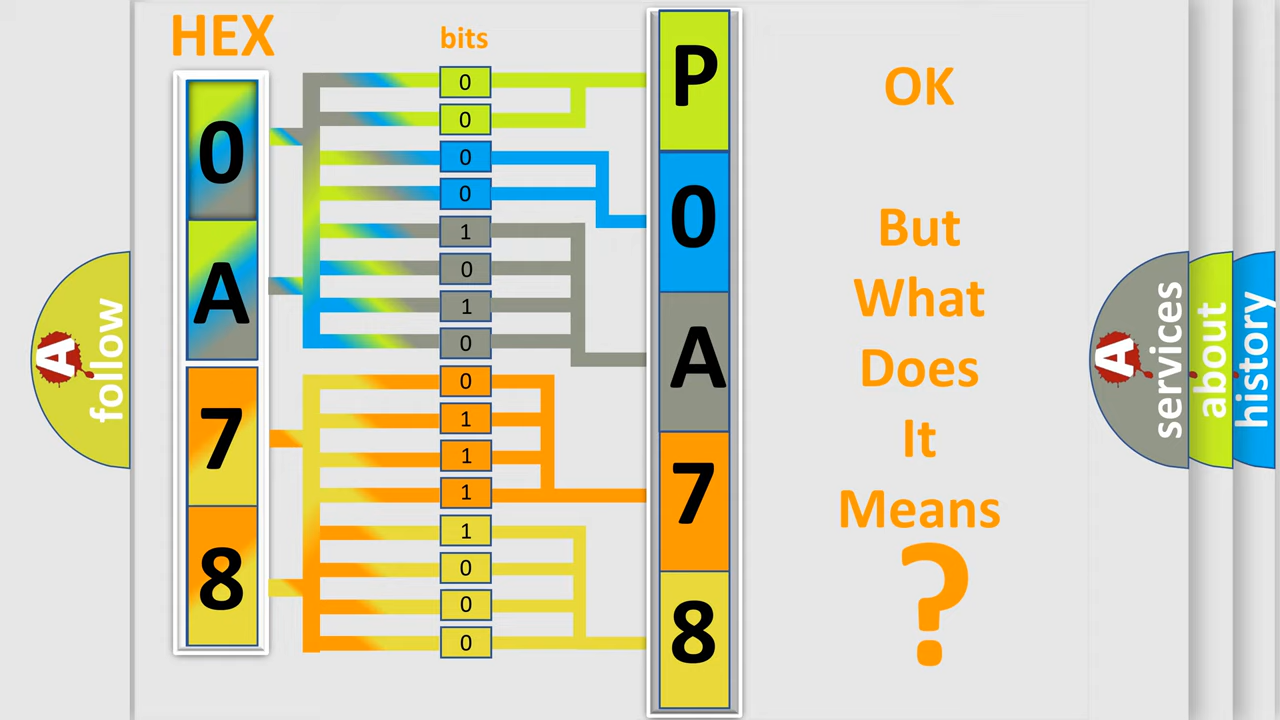 HEX
bits
0
A
7
8
0
0
0
0
1
0
1
0
0
1
1
1
1
0
0
0
P
0
A
7
8
OK
But
What
Does
It
Means
?
A
follow
A
services
about
history